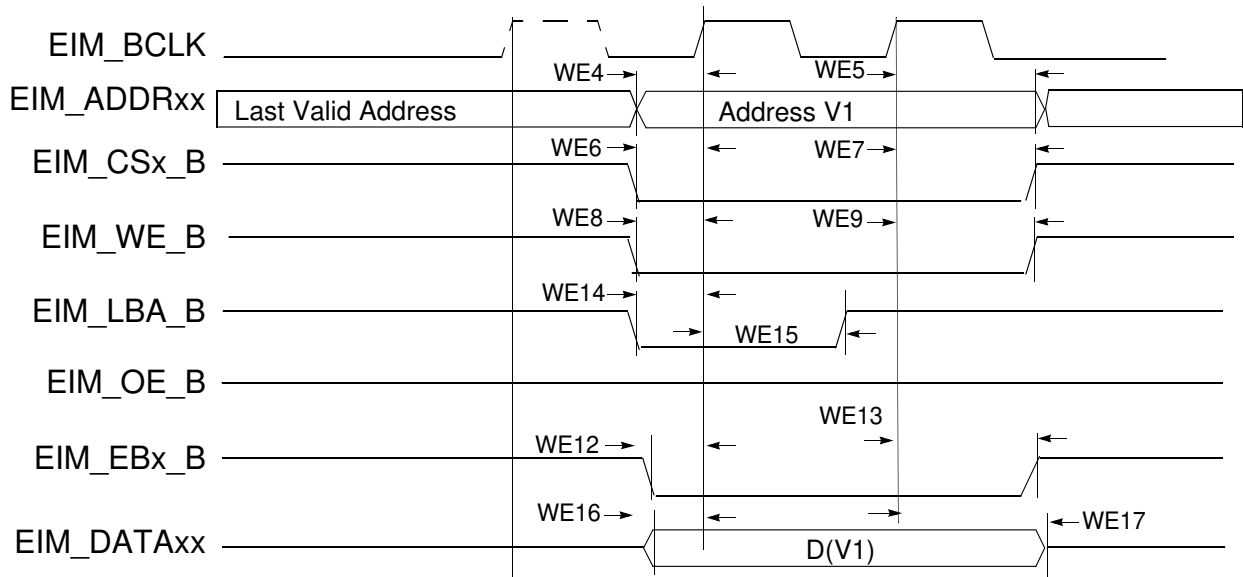 EIM_BCLK
WE4
WE5
EIM_ADDRxx
Last Valid Address
Address V1
WE6
WE7
EIM_CSx_B
WE8
WE9
EIM_WE_B
WE14
EIM_LBA_B
WE15
EIM_OE_B
WE13
WE12
EIM_EBx_B
WE16
WE17
EIM_DATAxx
D(V1)